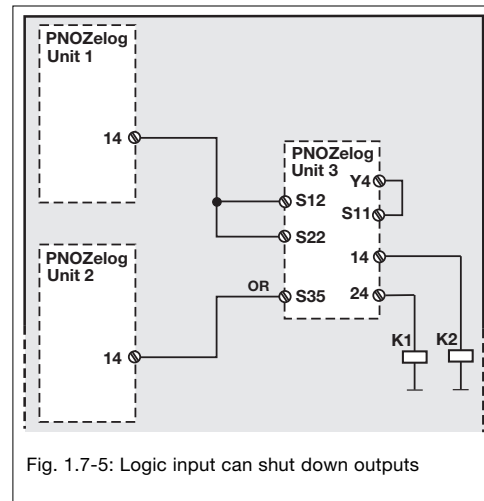 PNOZelog
Unit 1
14
PNOZelog
Unit 2
14
OR
PNOZelog
Unit 3
S12
S22
S35
Y4
S11
14
24
K1
K2
Fig. 1.7-5: Logic input can shut down outputs